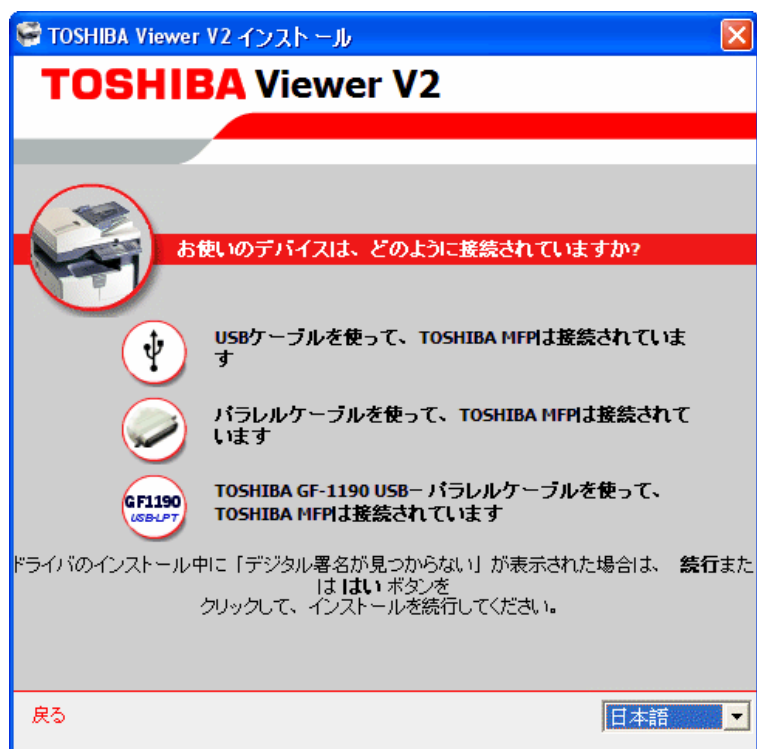 TOSHIBA Viewer V2 インストール
TOSHIBA Viewer V2
お使いのデバイスは、どのように接続されていますか?
USBケーブルを使って、TOSHIBA MFPは接続されていま
す
パラレルケーブルを使って、TOSHIBA MFPは接続されて
います
GF1190
USB-LPT
TOSHIBA GF-1190 USB－パラレルケーブルを使って、
TOSHIBA MFPは接続されています
ドライバのインストール中に「デジタル署名が見つからない」が表示された場合は、 続行また
は はい ボタンを
クリックして、インストールを続行してください。
戻る
日本語